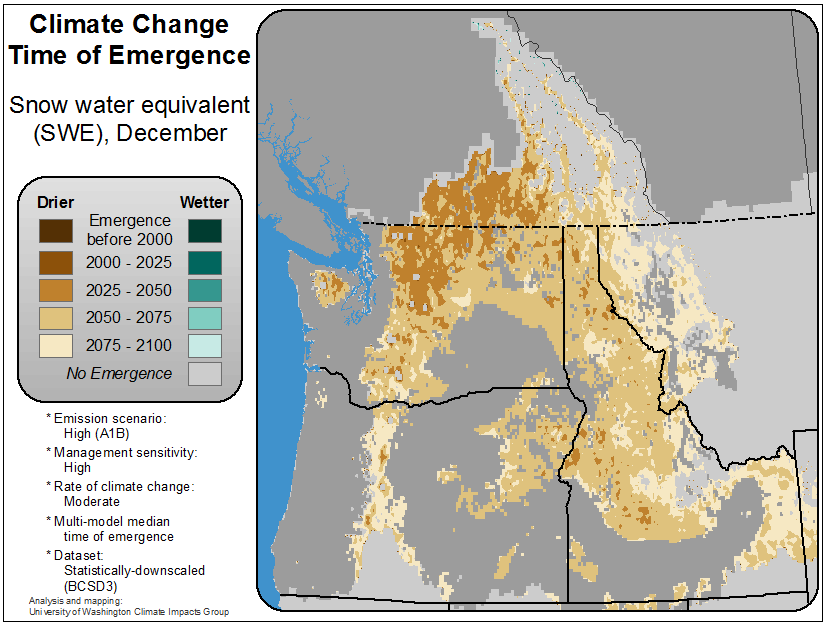 Climate Change
Time of Emergence
Snow water equivalent
(SWE), December
Drier Wetter
Emergence
before 2000
2000 - 2025
2025 - 2050
2050 - 2075
2075 - 2100
No Emergence
* Emission scenario:
High (A1B)
* Management sensitivity:
High
* Rate of climate change:
Moderate
* Multi-model median
time of emergence
* Dataset:
Statistically-downscaled
(BCSD3)
Analysis and mapping:
University of Washington Climate Impacts Group